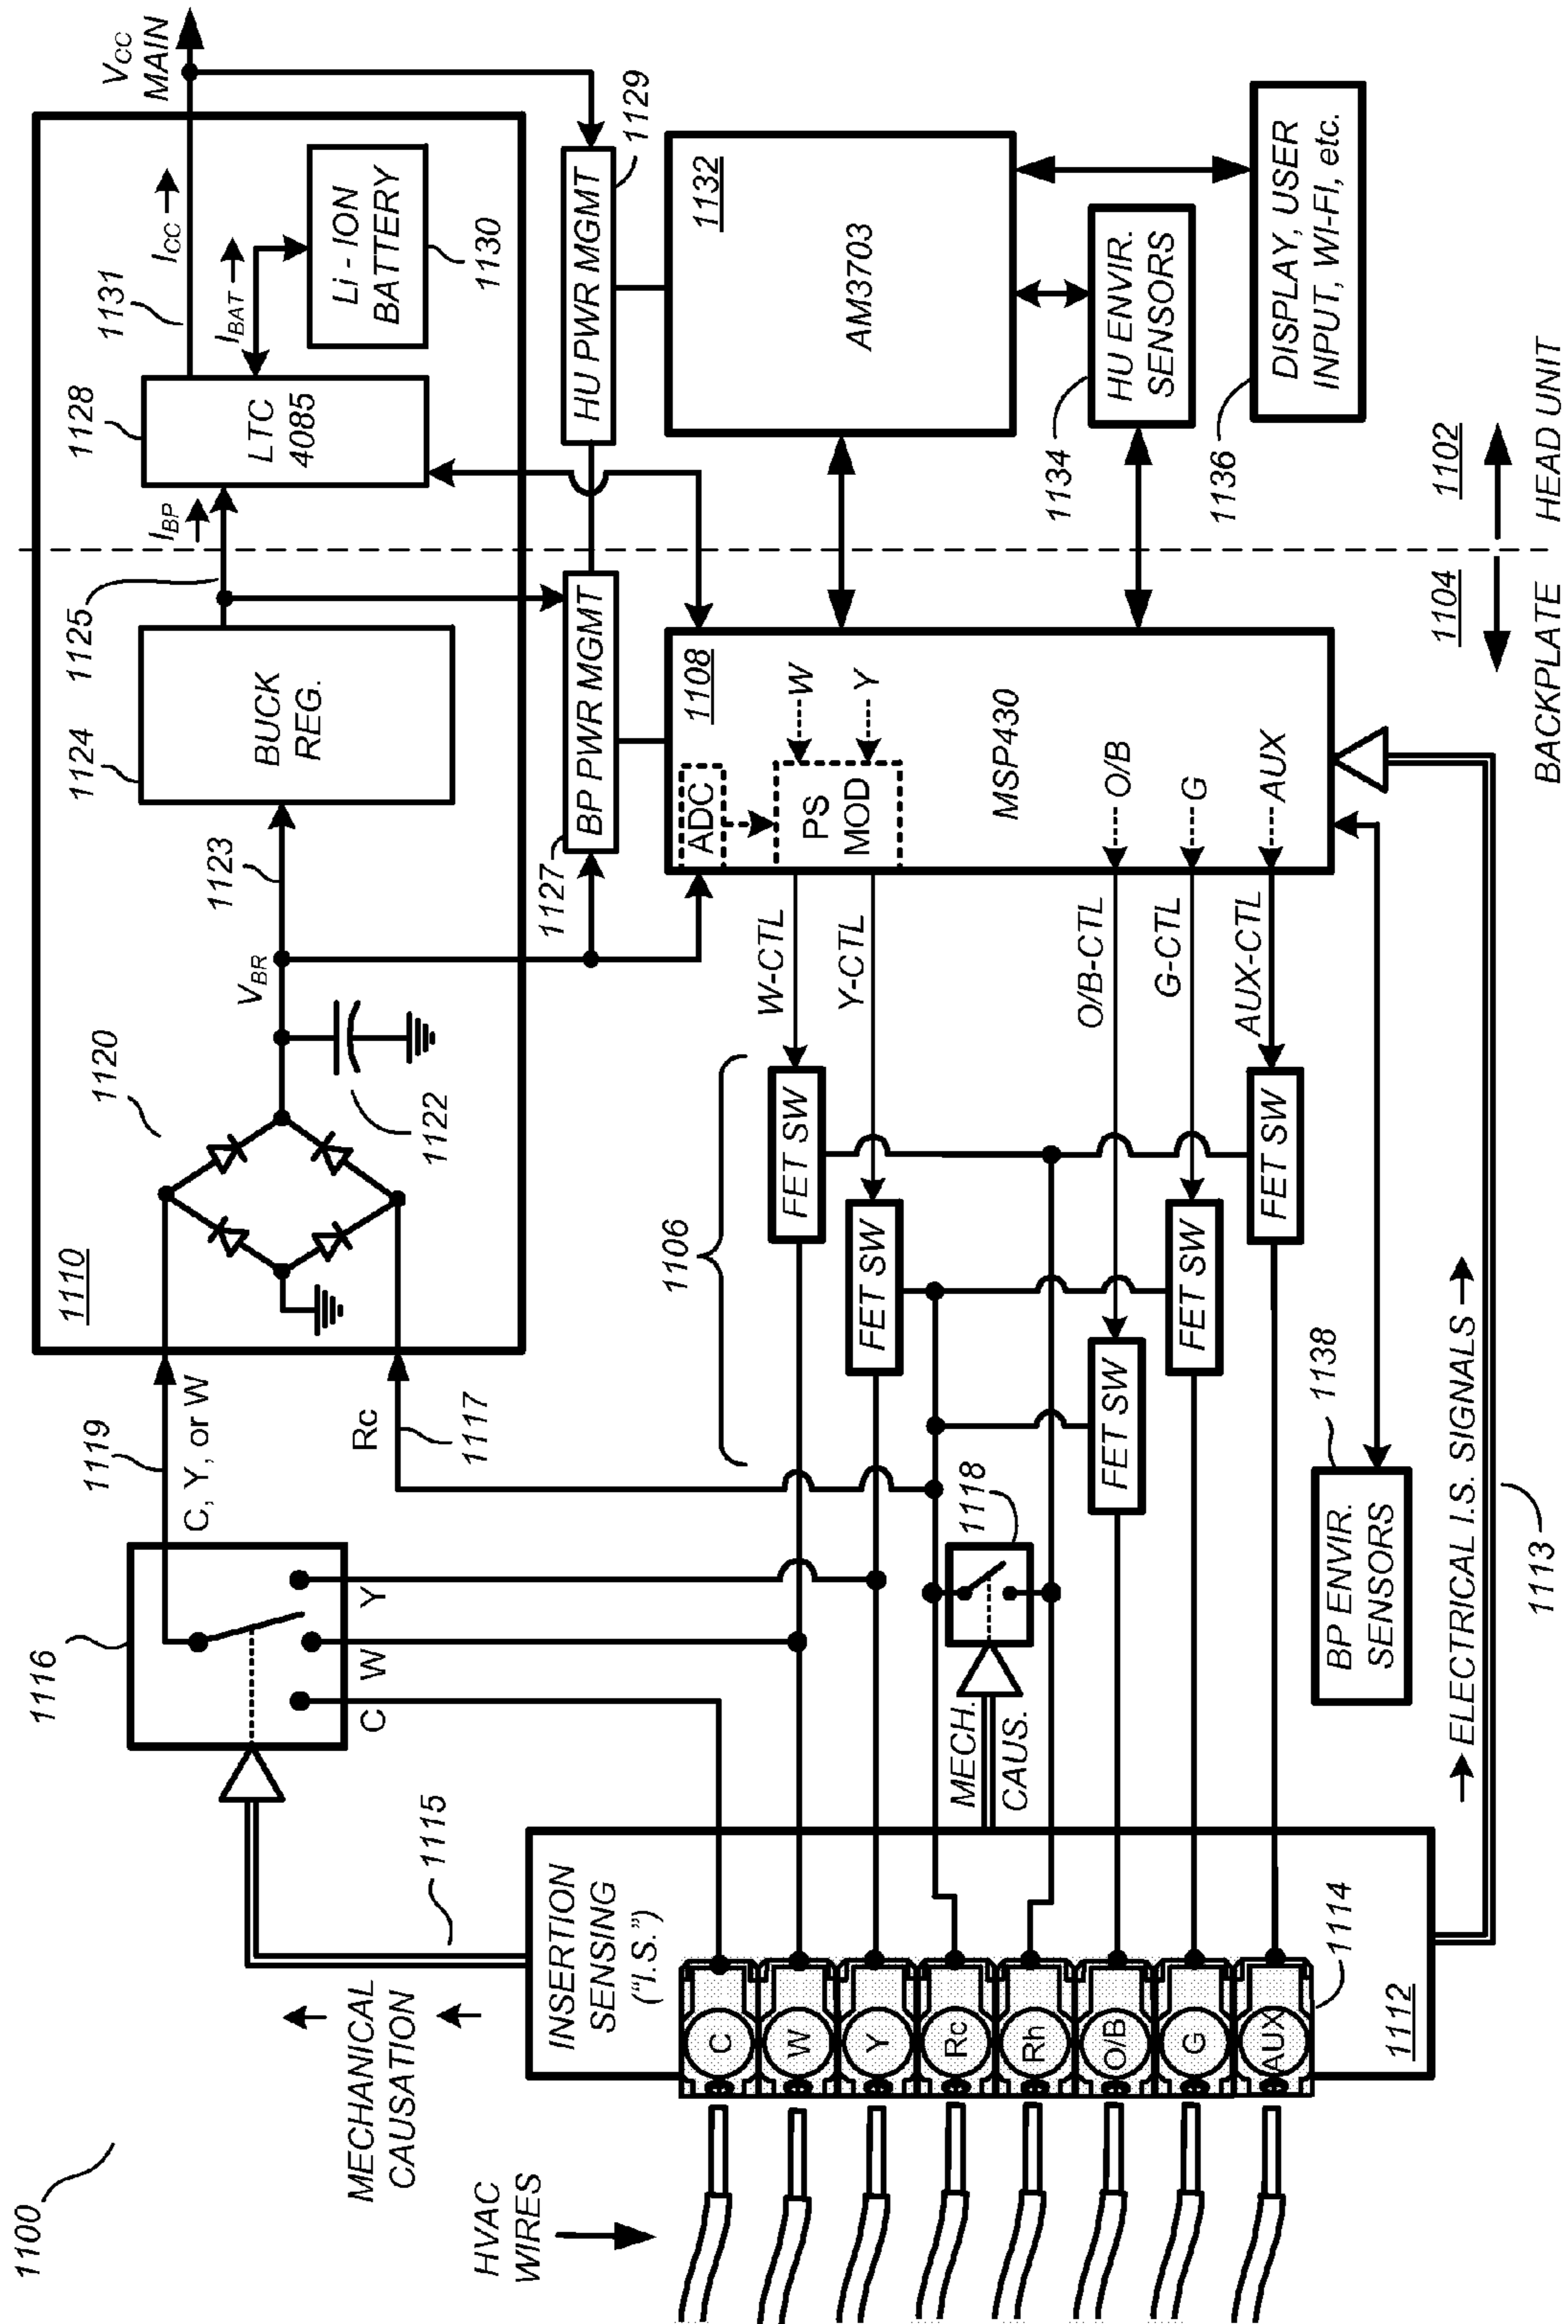 1100
HVAC
WIRES
MECHANICAL
CAUSATION
1115
INSERTION
SENSING
("I.S.")
C
W
Y
Rc
Rh
O/B
G
AUX
1114
1112
1116
C
W
Y
1119
C, Y, or W
Rc
1117
MECH.
CAUS.
1118
1110
1120
1122
VBR
1123
1124
BUCK
REG.
1125
IBP
1128
LTC
4085
1131
ICC
IBAT
Li - ION
BATTERY
1130
VCC
MAIN
1106
FET SW
FET SW
FET SW
FET SW
FET SW
W-CTL
Y-CTL
O/B-CTL
G-CTL
AUX-CTL
1127
BP PWR MGMT
HU PWR MGMT
1129
1108
ADC
PS
MOD
W
Y
MSP430
O/B
G
AUX
1132
AM3703
1134
HU ENVIR.
SENSORS
1136
DISPLAY, USER
INPUT, WI-FI, etc.
1138
BP ENVIR.
SENSORS
ELECTRICAL I.S. SIGNALS
1113
1104
BACKPLATE
1102
HEAD UNIT